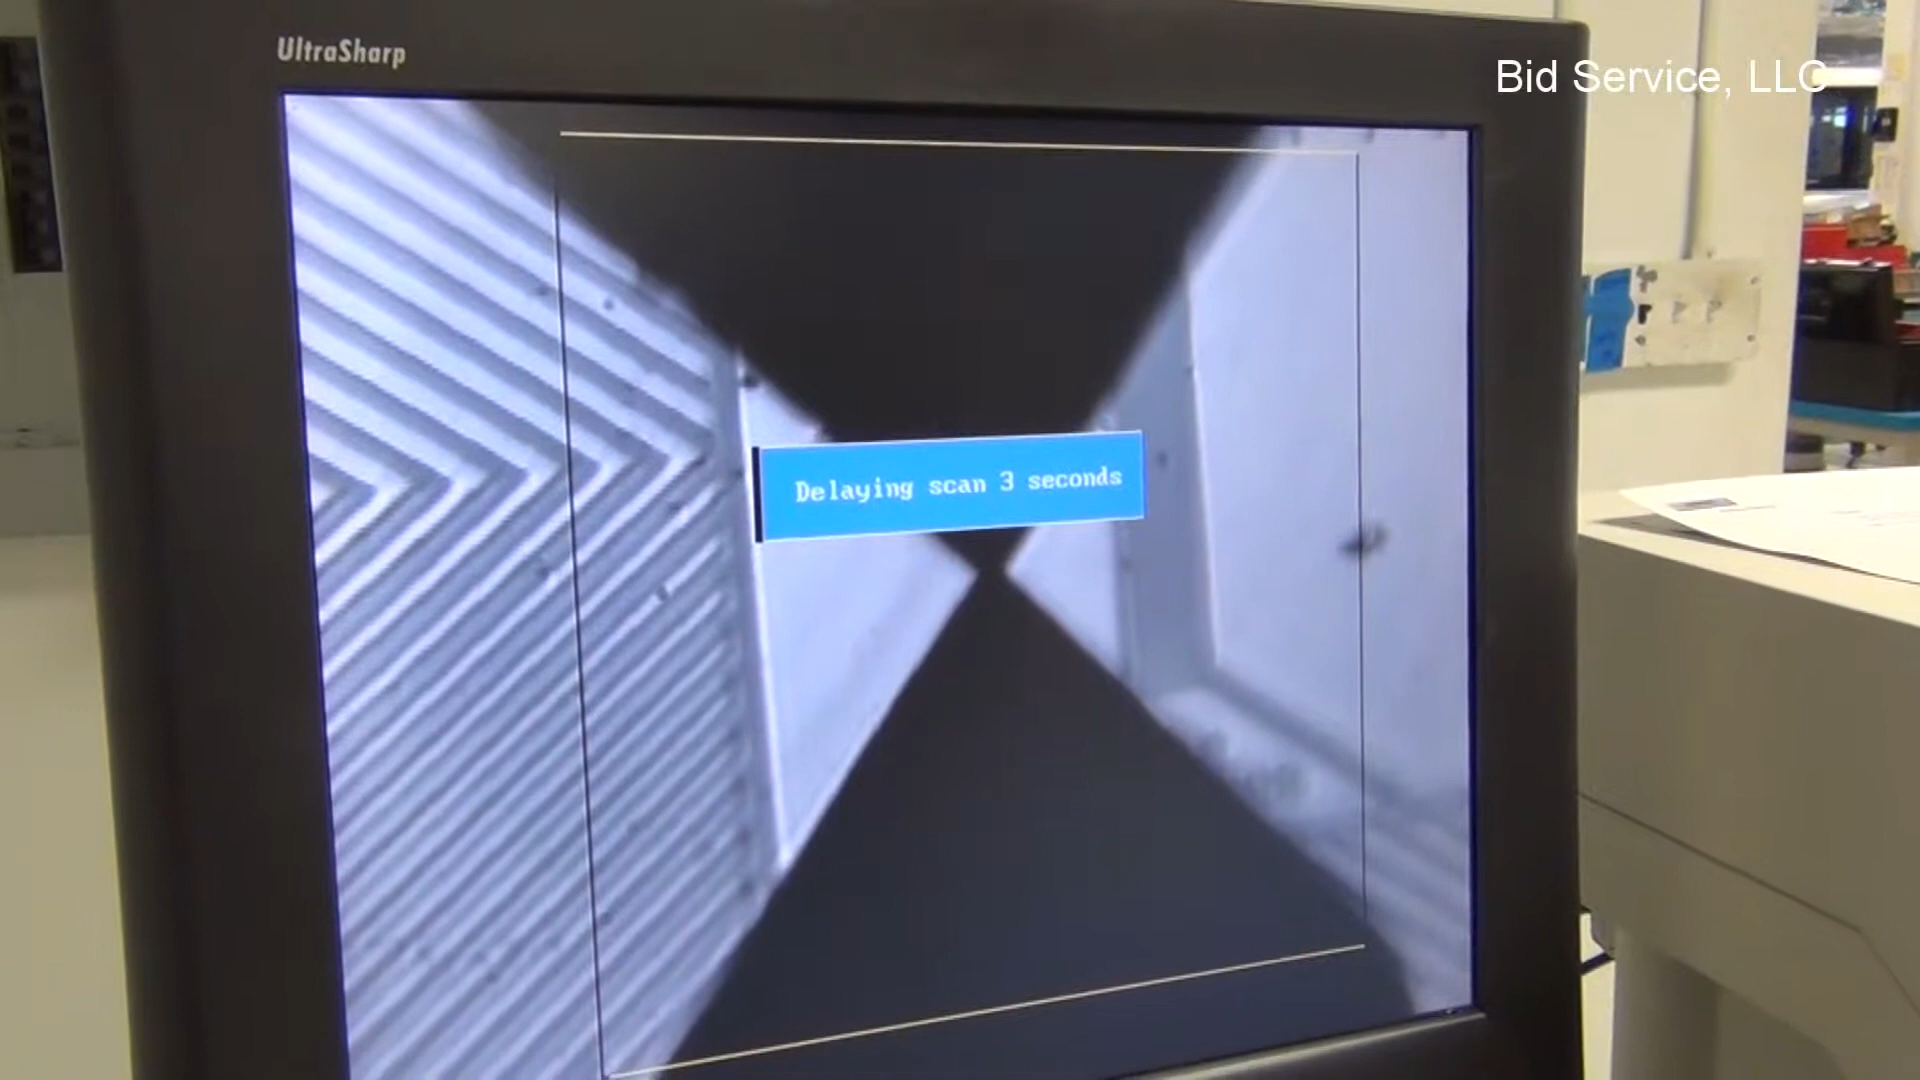 UltraSharp
Bid Service, LLC
Delaying scan 3 seconds